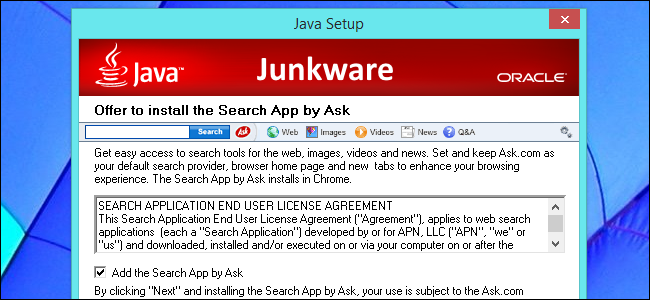 Java Setup
Java™
Junkware
ORACLE
Offer to install the Search App by Ask
Search Ask Web Images Videos News Q&A
Get easy access to search tools for the web, images, videos and news. Set and keep Ask.com as
your default search provider, browser home page and new tabs to enhance your browsing
experience. The Search App by Ask installs in Chrome.
SEARCH APPLICATION END USER LICENSE AGREEMENT
This Search Application End User License Agreement ("Agreement"), applies to web search
applications (each a "Search Application") developed by or for APN, LLC ("APN", "we" or
"us") and downloaded, installed and/or executed on or via your computer on or after the
Add the Search App by Ask
By clicking "Next" and installing the Search App by Ask, your use is subject to the Ask.com